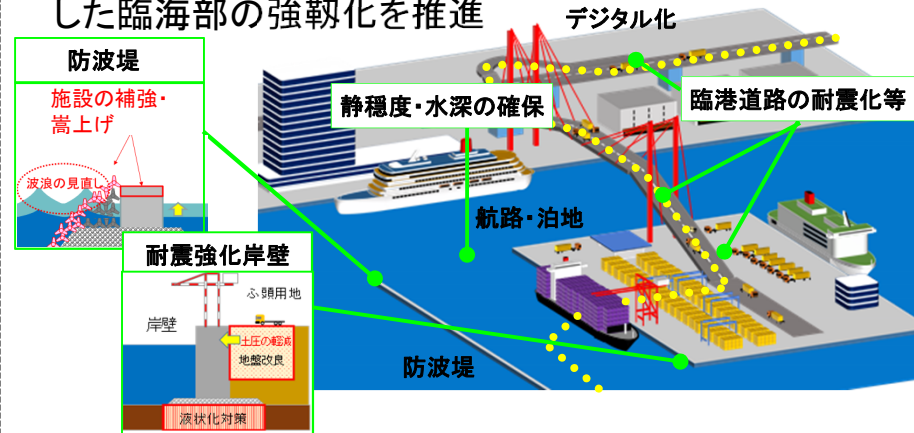 した臨海部の強靱化を推進
デジタル化
防波堤
施設の補強・
嵩上げ
波浪の見直し
静穏度・水深の確保
臨港道路の耐震化等
航路・泊地
耐震強化岸壁
ふ頭用地
岸壁
土圧の軽減
地盤改良
液状化対策
防波堤